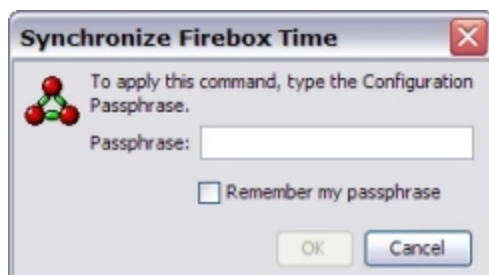 Synchronize Firebox Time
To apply this command, type the Configuration
Passphrase.
Passphrase:
Remember my passphrase
OK
Cancel